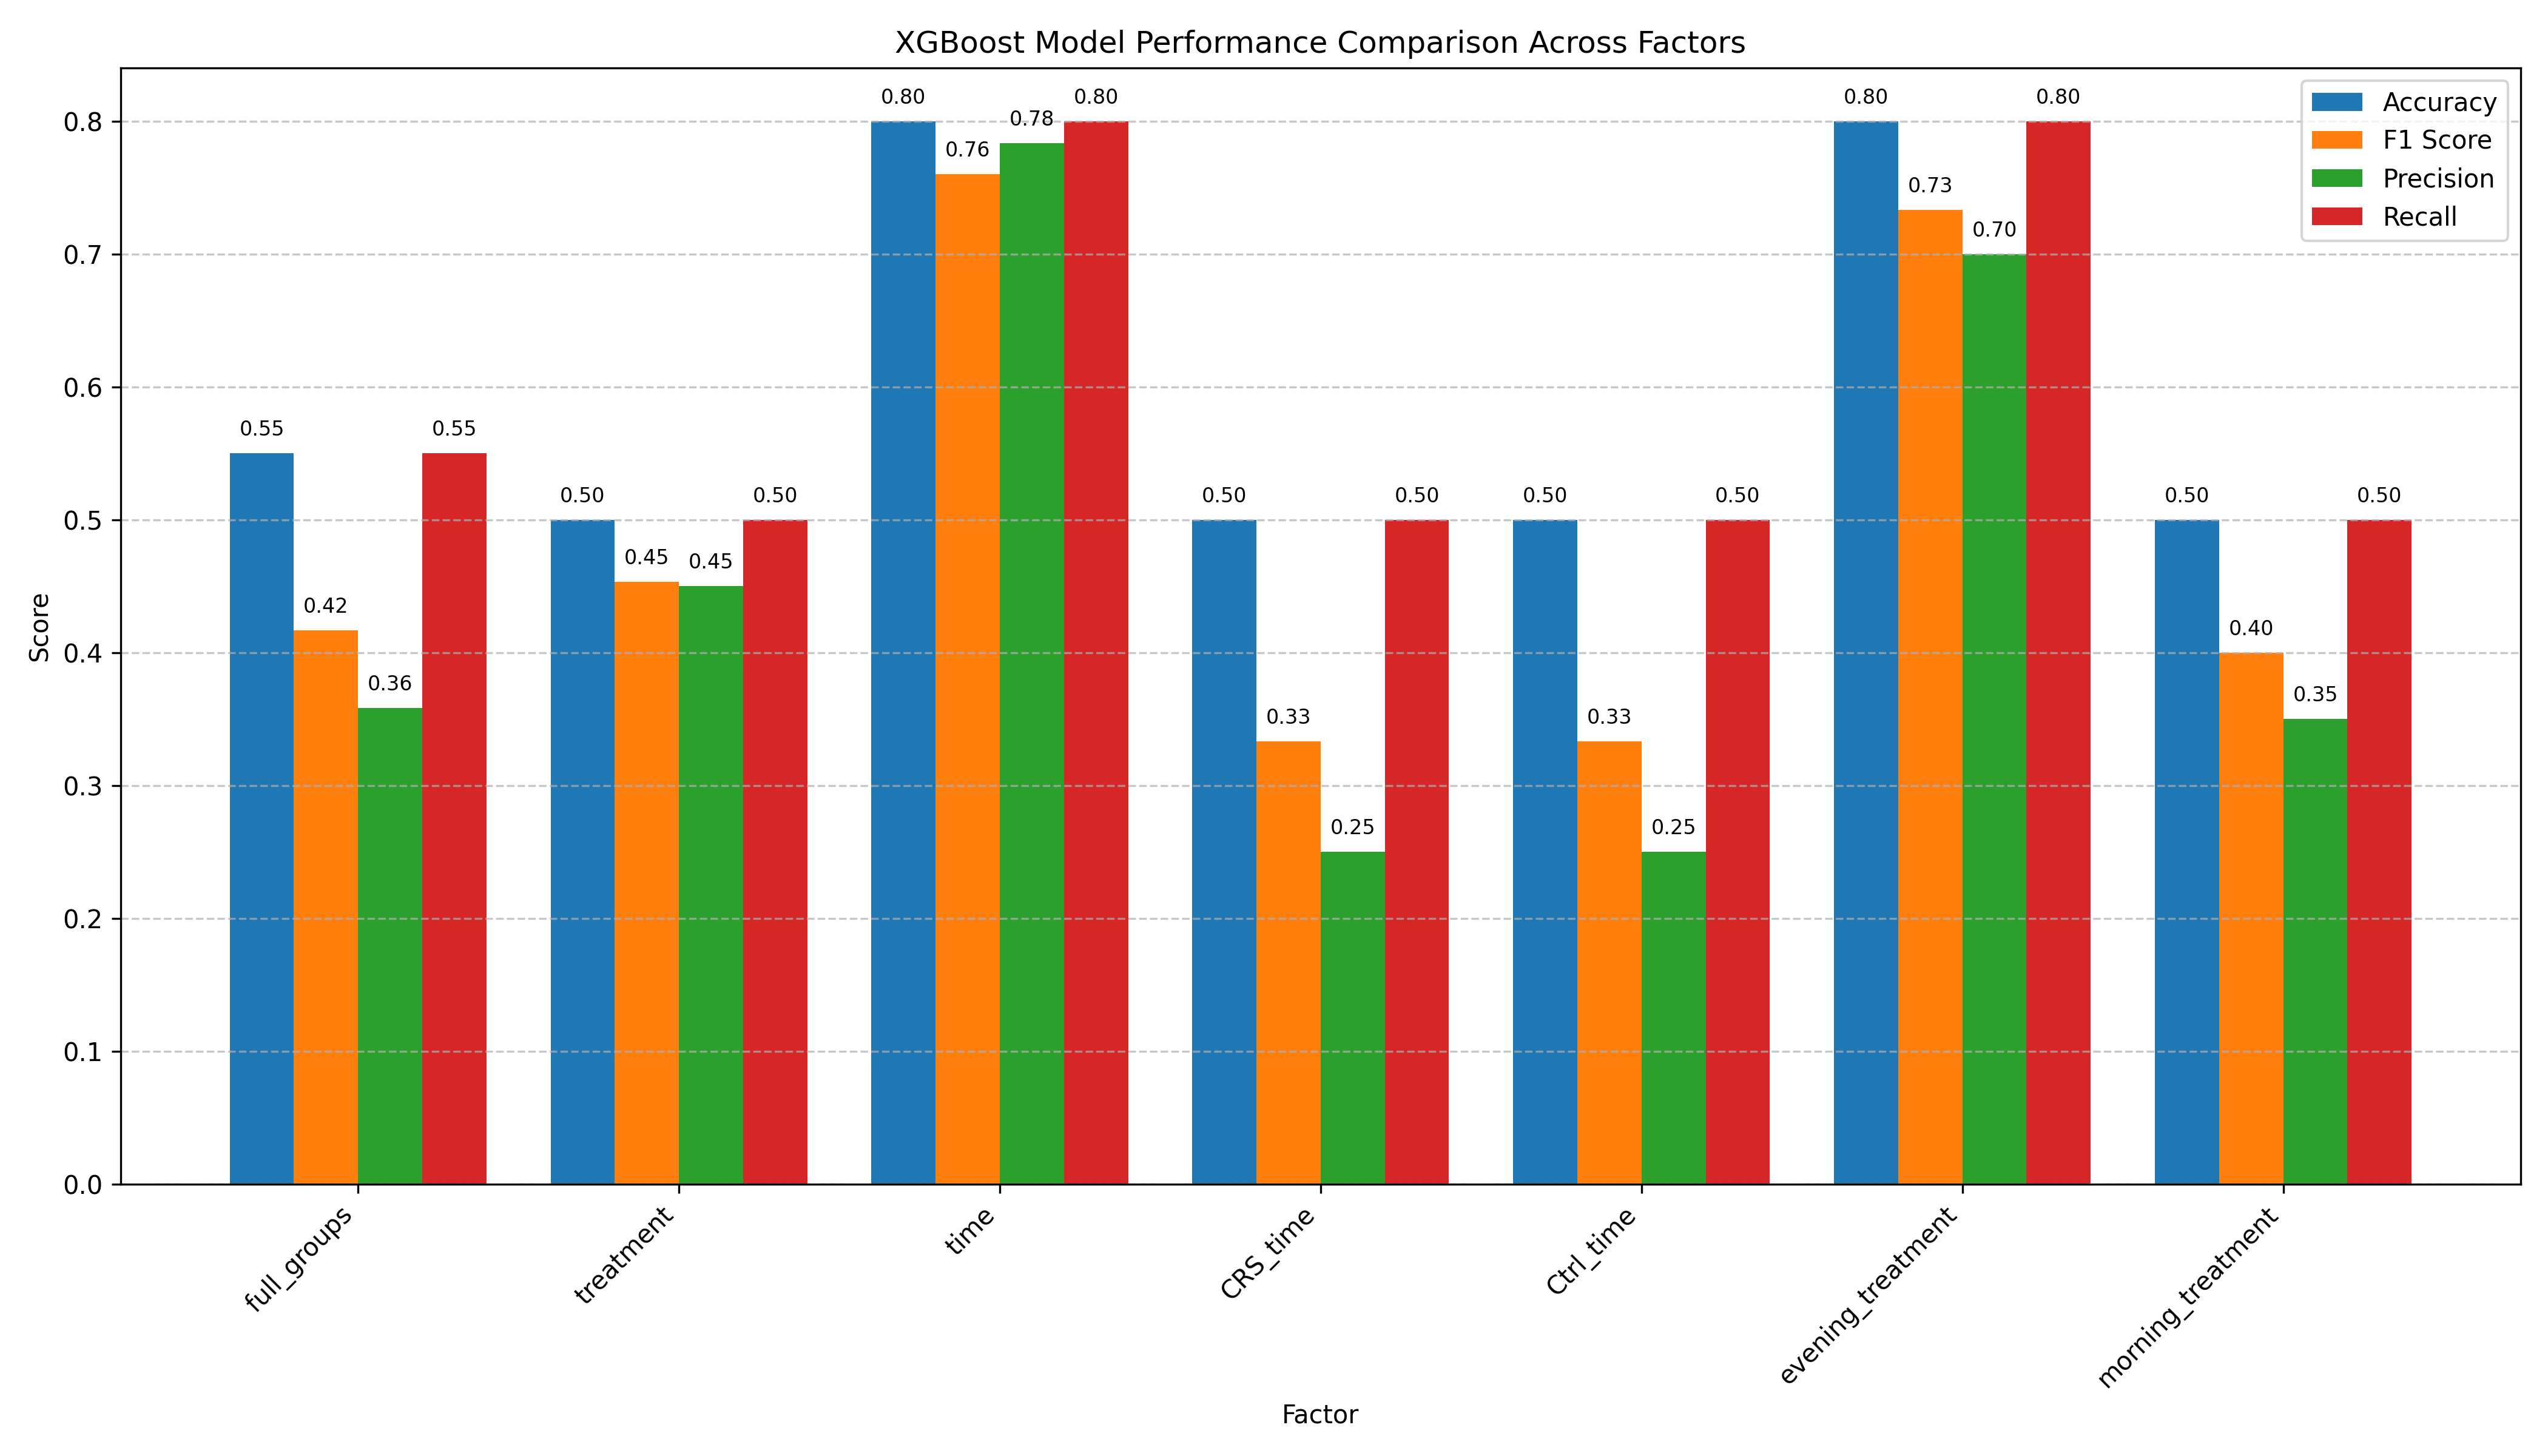 XGBoost Model Performance Comparison Across Factors
Accuracy
F1 Score
Precision
Recall
Score
0.8
0.7
0.6
0.5
0.4
0.3
0.2
0.1
0.0
0.55
0.42
0.36
0.55
0.50
0.45
0.45
0.50
0.80
0.76
0.78
0.80
0.50
0.33
0.25
0.50
0.50
0.33
0.25
0.50
0.80
0.73
0.70
0.80
0.50
0.40
0.35
0.50
full_groups
treatment
time
CRS_time
Ctrl_time
evening_treatment
morning_treatment
Factor